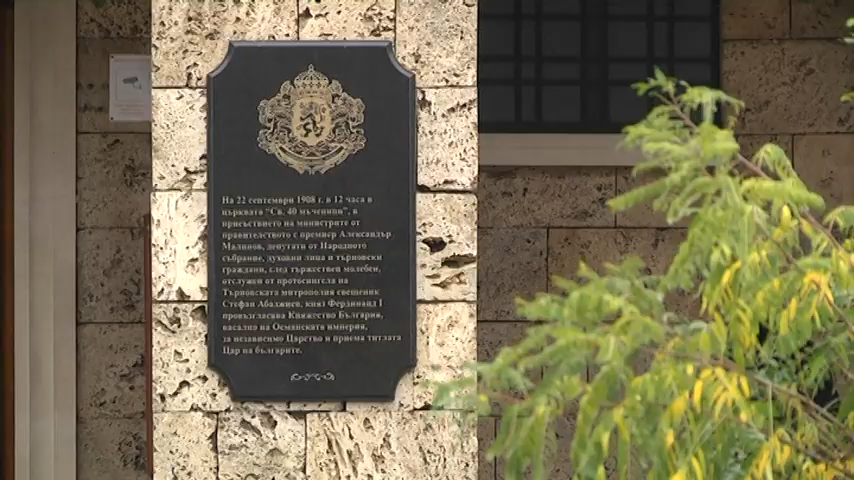 На 22 септември 1908 г. в 12 часа в
църквата "Св. 40 мъченици", в
присъствието на министрите от
правителството с премиер Александър
Малинов, депутати от Народното
събрание, духовни лица и търновски
граждани, след тържествен молебен,
отслужен от протосингела на
Търновската митрополия свещеник
Стефан Абаджиев, княз Фердинанд I
провъзгласява Княжество България,
васално на Османската империя,
за независимо Царство и приема титлата
Цар на българите.